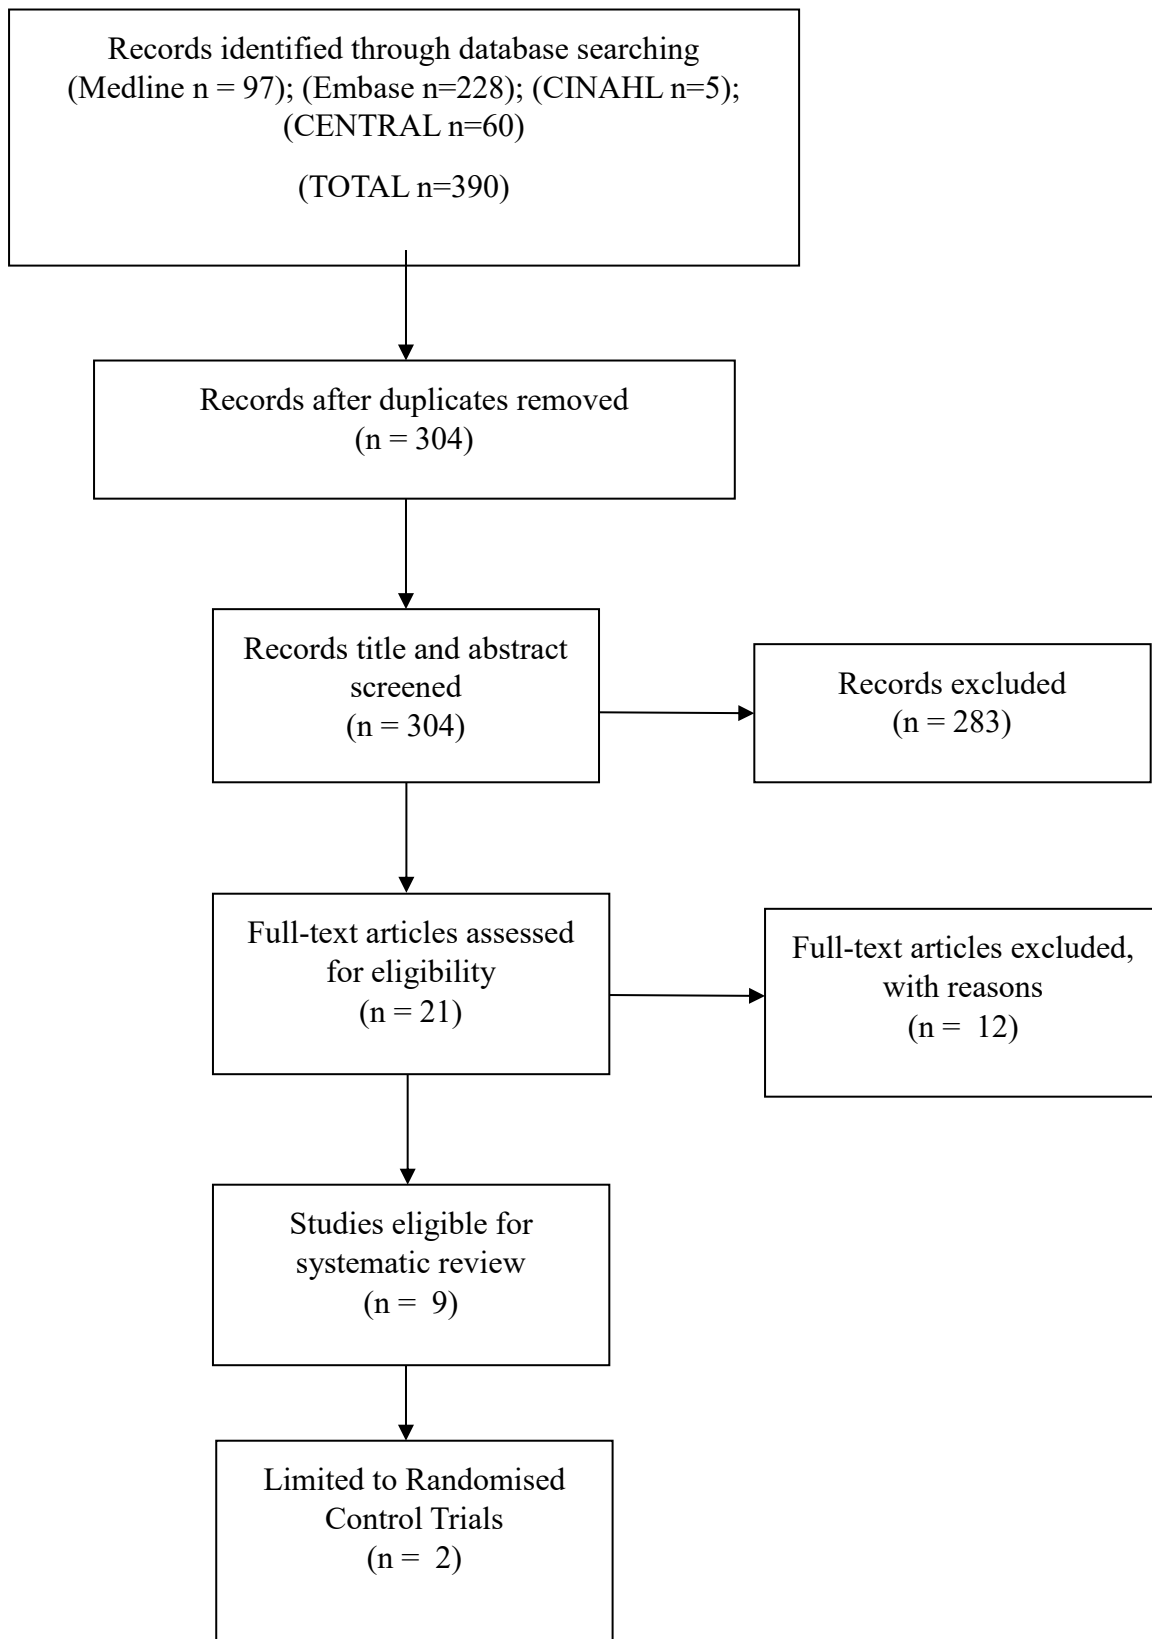 Records identified through database searching
(Medline n = 97); (Embase n=228); (CINAHL n=5);
(CENTRAL n=60)
(TOTAL n=390)
Records after duplicates removed
(n = 304)
Records title and abstract
screened
(n = 304)
Records excluded
(n = 283)
Full-text articles assessed
for eligibility
(n = 21)
Full-text articles excluded,
with reasons
(n =  12)
Studies eligible for
systematic review
(n =  9)
Limited to Randomised
Control Trials
(n =  2)